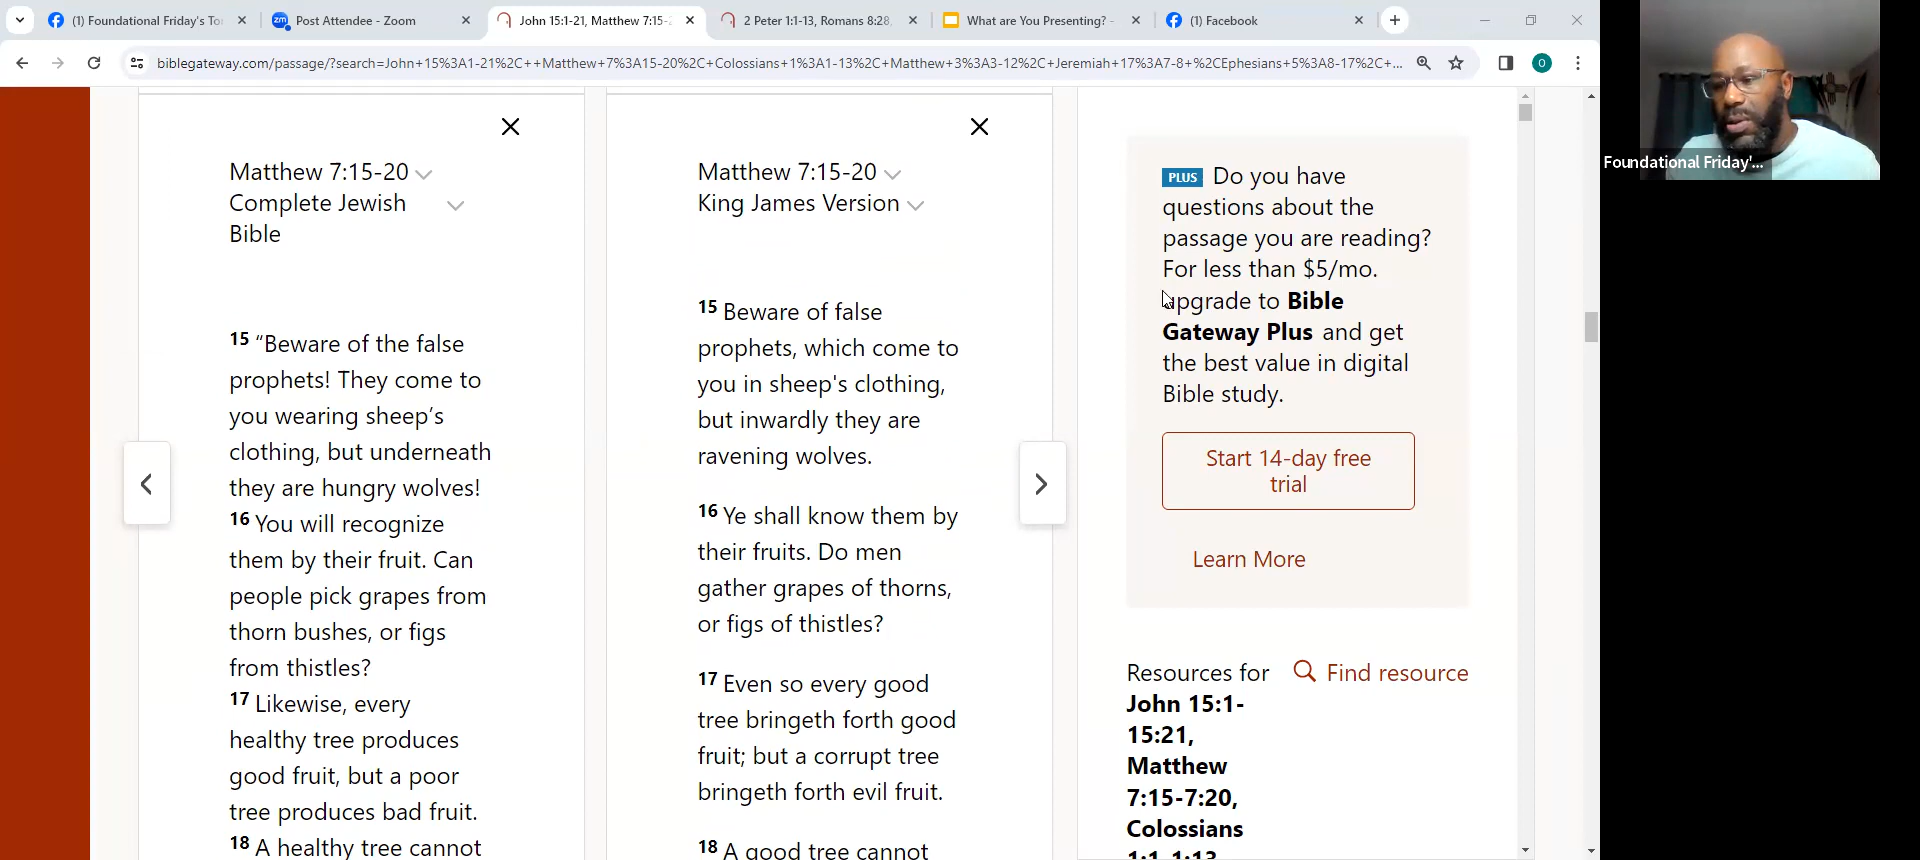 (1) Foundational Friday's To
Post Attendee - Zoom
John 15:1-21, Matthew 7:15-2
2 Peter 1:1-13, Romans 8:28,
What are You Presenting? -
(1) Facebook
biblegateway.com/passage/?search=John+15%3A1-21%2C++Matthew+7%3A15-20%2C+Colossians+1%3A1-13%2C+Matthew+3%3A3-12%2C+Jeremiah+17%3A7-8+%2CEphesians+5%3A8-17%2C+...
O
Foundational Friday'...
Matthew 7:15-20
Complete Jewish
Bible
15 “Beware of the false
prophets! They come to
you wearing sheep’s
clothing, but underneath
they are hungry wolves!
16 You will recognize
them by their fruit. Can
people pick grapes from
thorn bushes, or figs
from thistles?
17 Likewise, every
healthy tree produces
good fruit, but a poor
tree produces bad fruit.
18 A healthy tree cannot
Matthew 7:15-20
King James Version
15 Beware of false
prophets, which come to
you in sheep's clothing,
but inwardly they are
ravening wolves.
16 Ye shall know them by
their fruits. Do men
gather grapes of thorns,
or figs of thistles?
17 Even so every good
tree bringeth forth good
fruit; but a corrupt tree
bringeth forth evil fruit.
18 A good tree cannot
PLUS Do you have
questions about the
passage you are reading?
For less than $5/mo.
upgrade to Bible
Gateway Plus and get
the best value in digital
Bible study.
Start 14-day free
trial
Learn More
Resources for
Find resource
John 15:1-
15:21,
Matthew
7:15-7:20,
Colossians
1:1-1:13